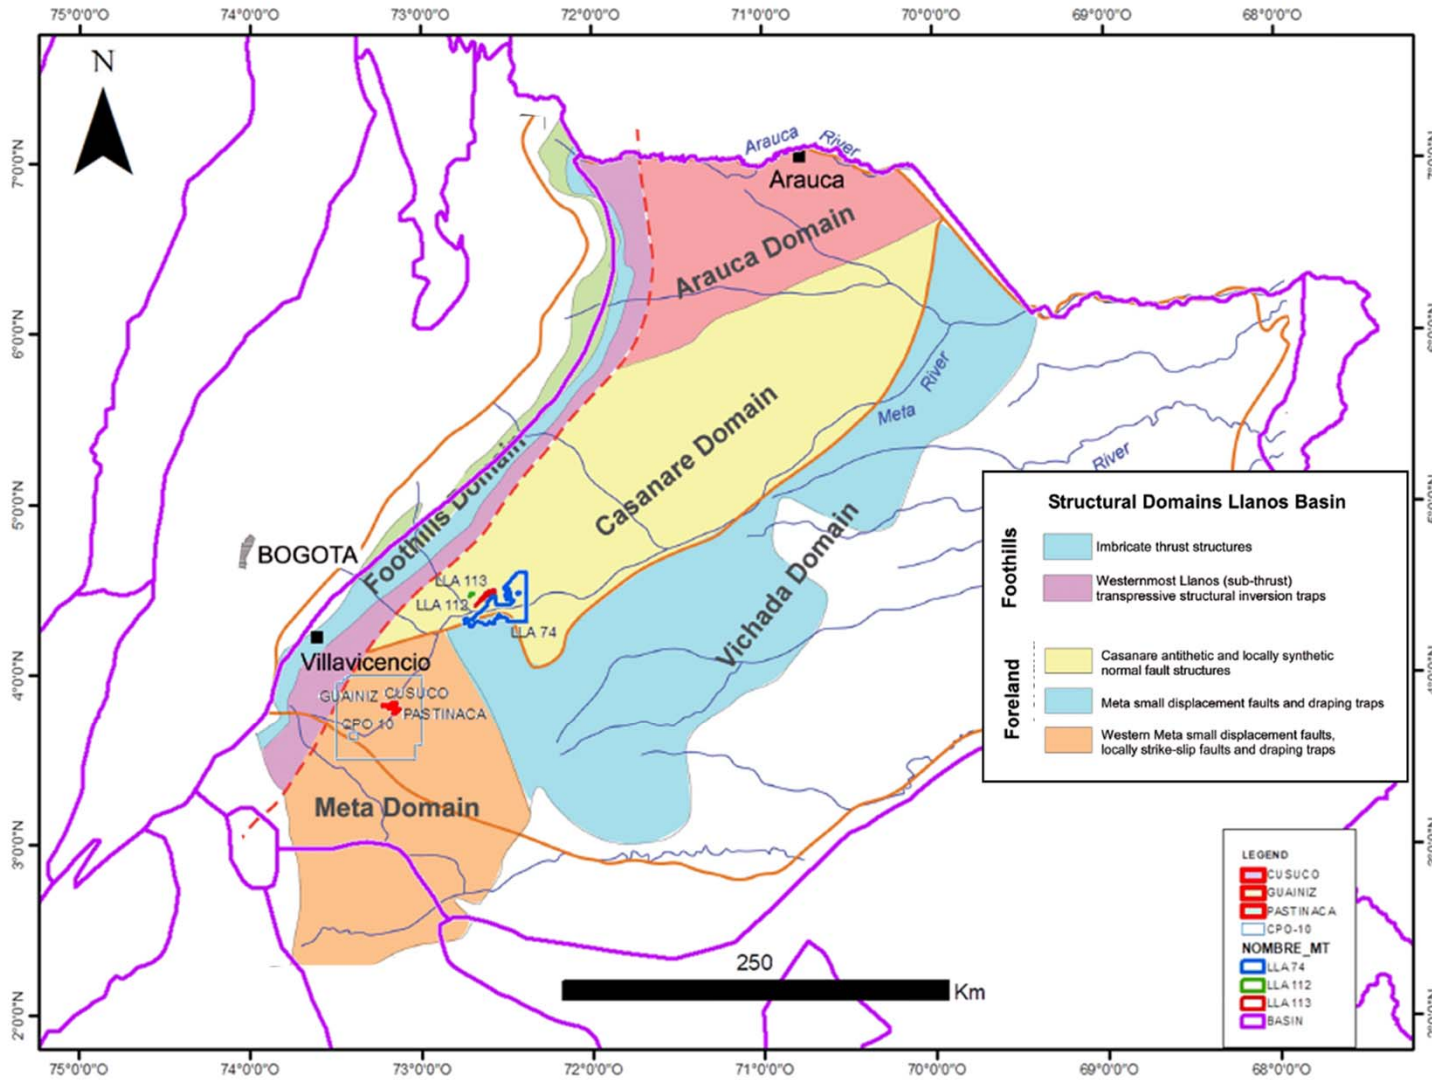 75°0'0"O 74°0'0"O 73°0'0"O 72°0'0"O 71°0'0"O 70°0'0"O 69°0'0"O 68°0'0"O
N
7°0'0"N
6°0'0"N
5°0'0"N
4°0'0"N
3°0'0"N
2°0'0"N
Arauca River
Arauca
Arauca Domain
Meta River
River
Casanare Domain
Foothills Domain
Vichada Domain
BOGOTA
LLA 113
LLA 112
LLA 74
Villavicencio
GUAINIZ CUSUCO
PASTINACA
CPO 10
Meta Domain
Structural Domains Llanos Basin
Foothills
Imbricate thrust structures
Westernmost Llanos (sub-thrust)
transpressive structural inversion traps
Foreland
Casanare antithetic and locally synthetic
normal fault structures
Meta small displacement faults and draping traps
Western Meta small displacement faults,
locally strike-slip faults and draping traps
LEGEND
CUSUCO
GUAINIZ
PASTINACA
CPO-10
NOMBRE_MT
LLA 74
LLA 112
LLA 113
BASIN
250
Km
75°0'0"O 74°0'0"O 73°0'0"O 72°0'0"O 71°0'0"O 70°0'0"O 69°0'0"O 68°0'0"O